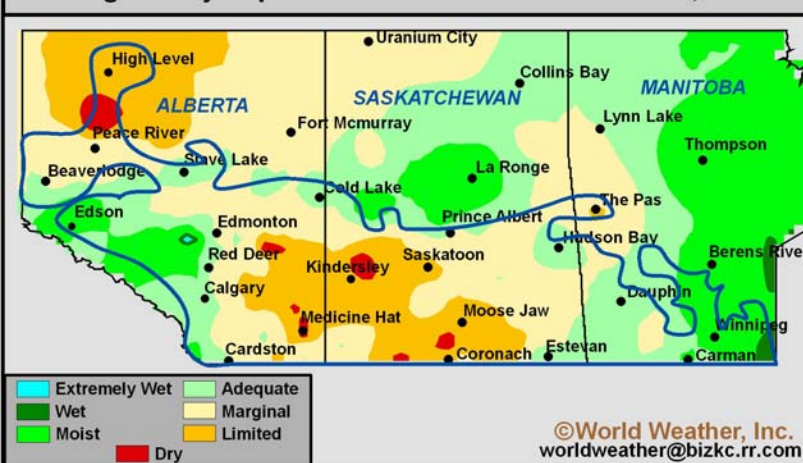 Uranium City
High Level
Collins Bay
ALBERTA
SASKATCHEWAN
MANITOBA
Fort Mcmurray
Lynn Lake
Peace River
Thompson
Slave Lake
La Ronge
Beaverlodge
Cold Lake
The Pas
Edson
Edmonton
Prince Albert
Hudson Bay
Red Deer
Kindersley
Saskatoon
Berens Rive
Calgary
Dauphin
Medicine Hat
Moose Jaw
Winnipeg
Cardston
Coronach
Estevan
Carman
Extremely Wet
Adequate
Wet
Marginal
Moist
Limited
Dry
©World Weather, Inc.
worldweather@bizkc.rr.com